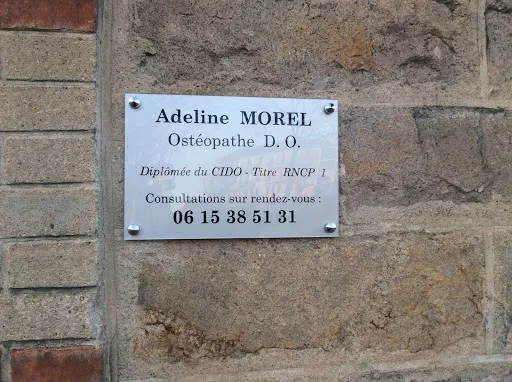 Adeline MOREL
Ostéopathe D. O.
Diplômée du CIDO - Titre RNCP 1
Consultations sur rendez-vous :
06 15 38 51 31